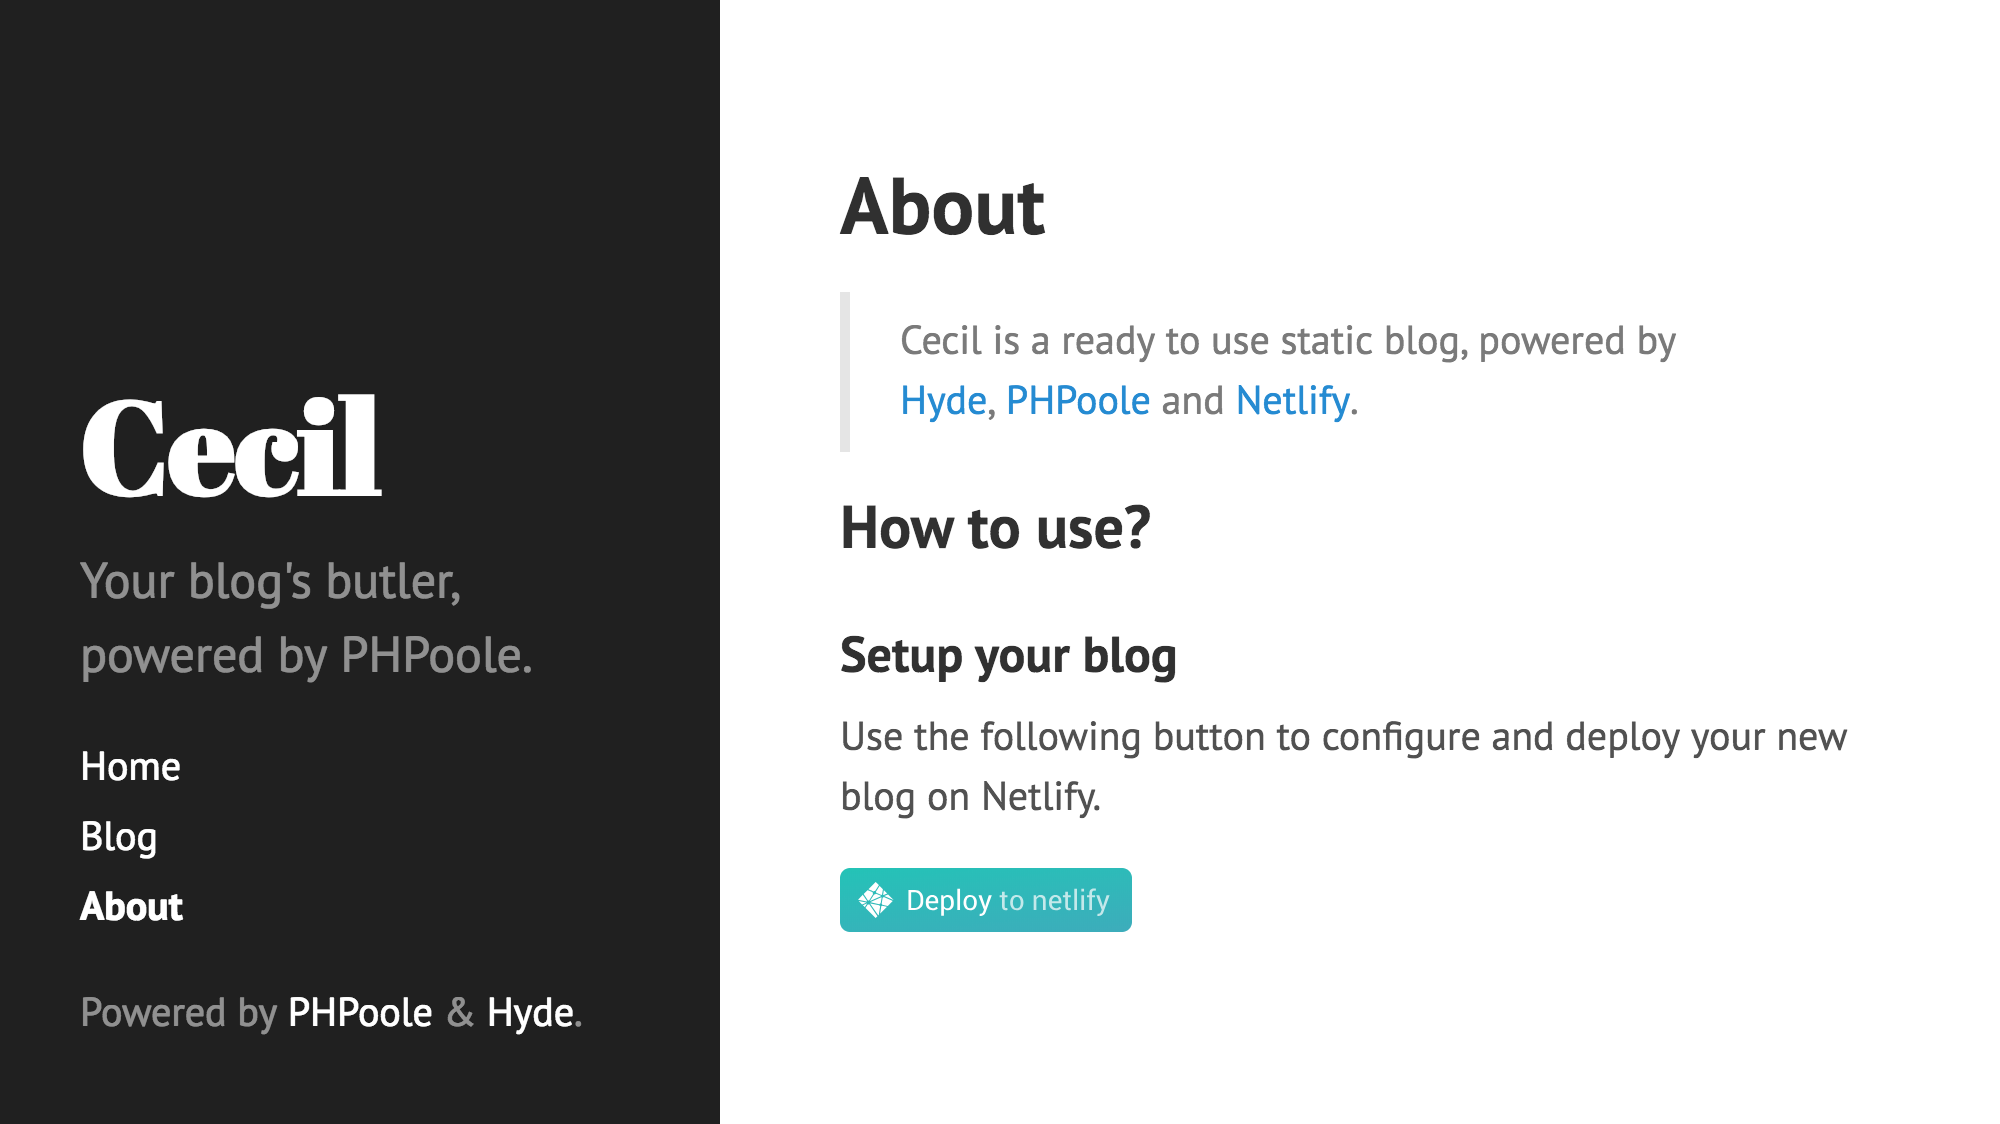 Cecil
Your blog's butler,
powered by PHPoole.
Home
Blog
About
Powered by PHPoole & Hyde.
About
Cecil is a ready to use static blog, powered by
Hyde, PHPoole and Netlify.
How to use?
Setup your blog
Use the following button to configure and deploy your new
blog on Netlify.
Deploy to netlify